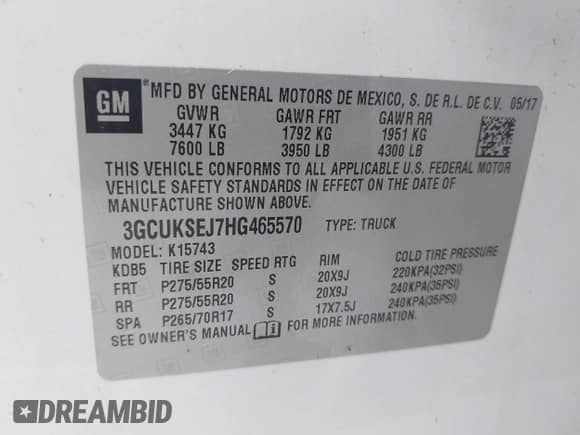 GM
MFD BY GENERAL MOTORS DE MEXICO, S. DE R.L. DE C.V. 05/17
GVWR GAWR FRT GAWR RR
3447 KG 1792 KG 1951 KG
7600 LB 3950 LB 4300 LB
THIS VEHICLE CONFORMS TO ALL APPLICABLE U.S. FEDERAL MOTOR
VEHICLE SAFETY STANDARDS IN EFFECT ON THE DATE OF
MANUFACTURE SHOWN ABOVE.
3GCUKSEJ7HG465570 TYPE: TRUCK
MODEL: K15743
KDB5 TIRE SIZE SPEED RTG RIM COLD TIRE PRESSURE
FRT P275/55R20 S 20X9J 220KPA(32PSI)
RR P275/55R20 S 20X9J 240KPA(35PSI)
SPA P265/70R17 S 17X7.5J 240KPA(35PSI)
SEE OWNER'S MANUAL FOR MORE INFORMATION.
DREAMBID